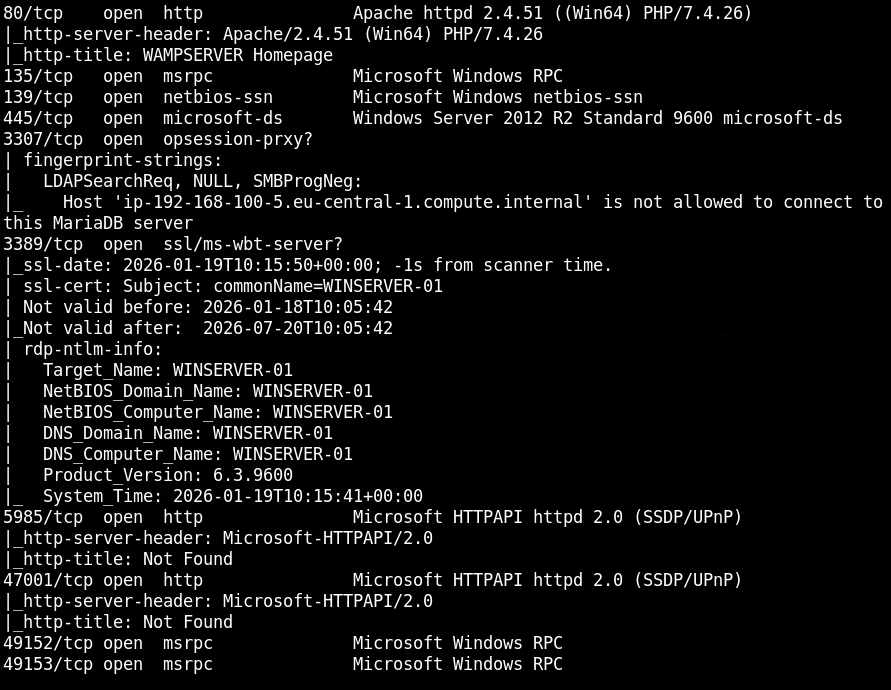 80/tcp    open  http               Apache httpd 2.4.51 ((Win64) PHP/7.4.26)
|_http-server-header: Apache/2.4.51 (Win64) PHP/7.4.26
|_http-title: WAMPSERVER Homepage
135/tcp   open  msrpc              Microsoft Windows RPC
139/tcp   open  netbios-ssn        Microsoft Windows netbios-ssn
445/tcp   open  microsoft-ds       Windows Server 2012 R2 Standard 9600 microsoft-ds
3307/tcp  open  opsession-prxy?
| fingerprint-strings:
|   LDAPSearchReq, NULL, SMBProgNeg:
|_    Host 'ip-192-168-100-5.eu-central-1.compute.internal' is not allowed to connect to
this MariaDB server
3389/tcp  open  ssl/ms-wbt-server?
|_ssl-date: 2026-01-19T10:15:50+00:00; -1s from scanner time.
| ssl-cert: Subject: commonName=WINSERVER-01
| Not valid before: 2026-01-18T10:05:42
|_Not valid after:  2026-07-20T10:05:42
| rdp-ntlm-info:
|   Target_Name: WINSERVER-01
|   NetBIOS_Domain_Name: WINSERVER-01
|   NetBIOS_Computer_Name: WINSERVER-01
|   DNS_Domain_Name: WINSERVER-01
|   DNS_Computer_Name: WINSERVER-01
|   Product_Version: 6.3.9600
|_  System_Time: 2026-01-19T10:15:41+00:00
5985/tcp  open  http               Microsoft HTTPAPI httpd 2.0 (SSDP/UPnP)
|_http-server-header: Microsoft-HTTPAPI/2.0
|_http-title: Not Found
47001/tcp open  http               Microsoft HTTPAPI httpd 2.0 (SSDP/UPnP)
|_http-server-header: Microsoft-HTTPAPI/2.0
|_http-title: Not Found
49152/tcp open  msrpc              Microsoft Windows RPC
49153/tcp open  msrpc              Microsoft Windows RPC